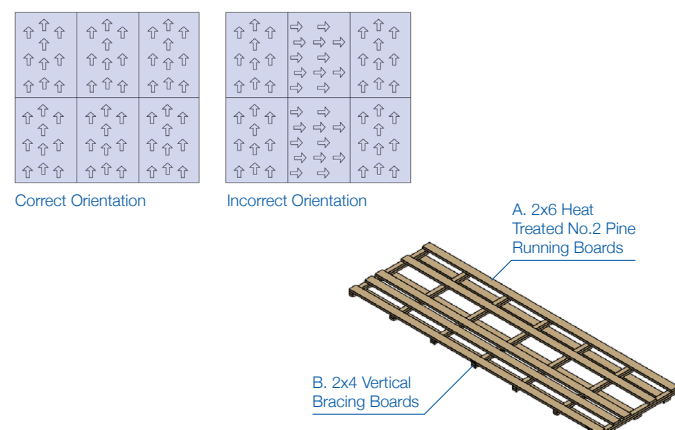 Correct Orientation
Incorrect Orientation
A. 2x6 Heat
Treated No.2 Pine
Running Boards
B. 2x4 Vertical
Bracing Boards